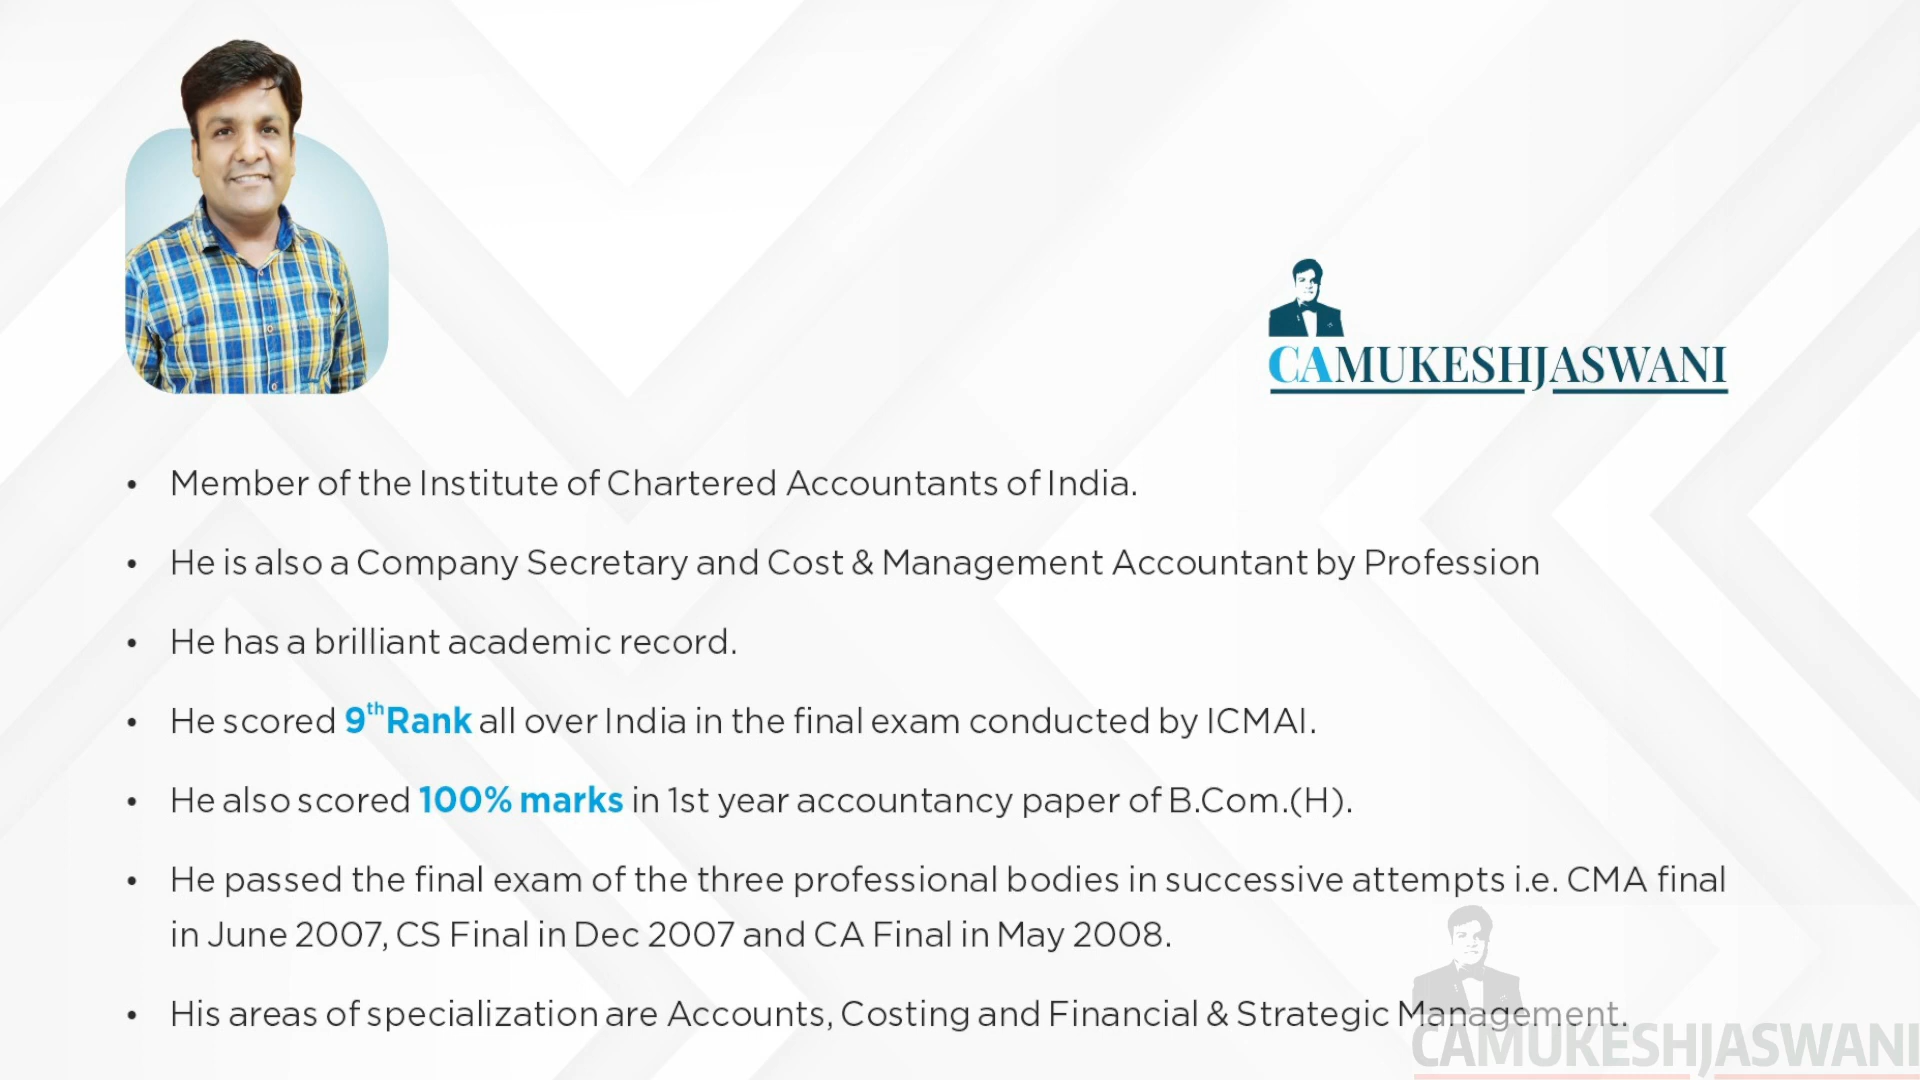 CAMUKESHJASWANI
• Member of the Institute of Chartered Accountants of India.
• He is also a Company Secretary and Cost & Management Accountant by Profession
• He has a brilliant academic record.
• He scored 9th Rank all over India in the final exam conducted by ICMAI.
• He also scored 100% marks in 1st year accountancy paper of B.Com.(H).
• He passed the final exam of the three professional bodies in successive attempts i.e. CMA final
in June 2007, CS Final in Dec 2007 and CA Final in May 2008.
• His areas of specialization are Accounts, Costing and Financial & Strategic Management.
CAMUKESHJASWANI